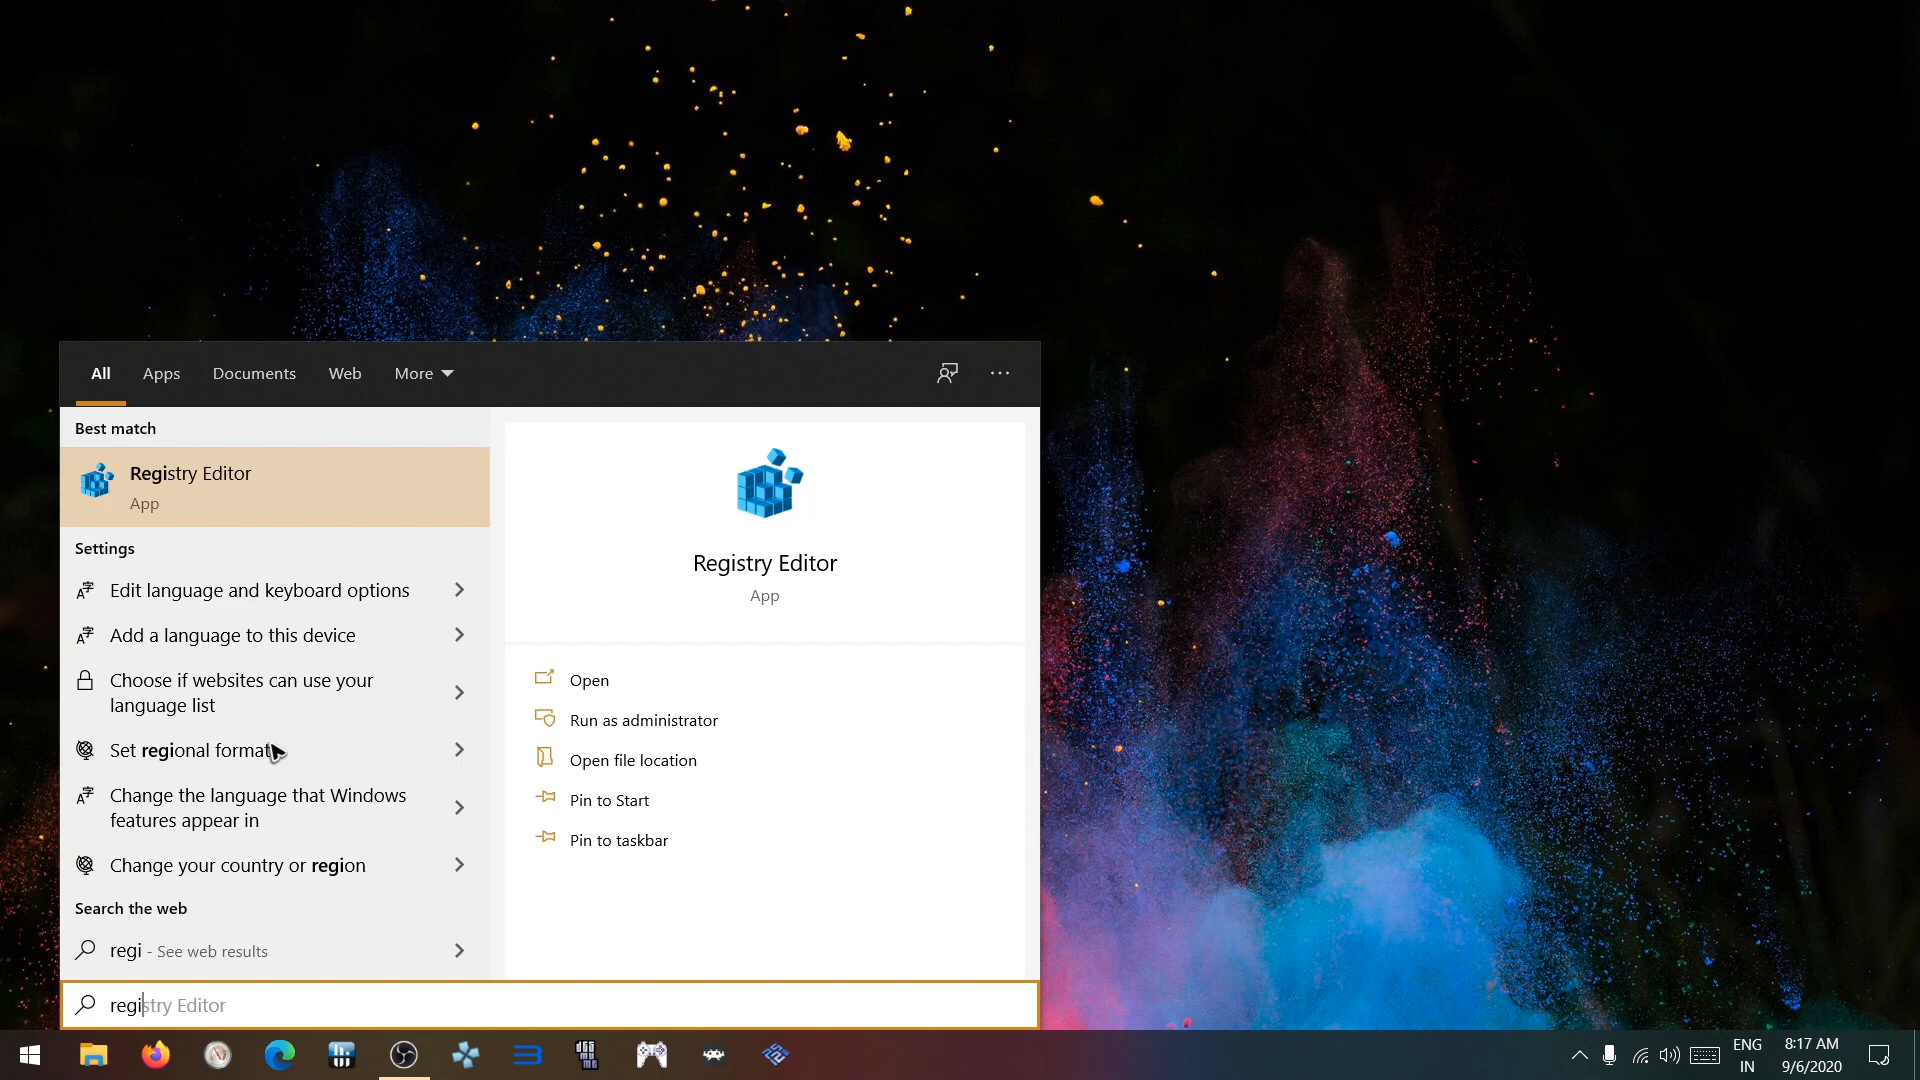 All Apps Documents Web More
Best match
Registry Editor
App
Settings
Edit language and keyboard options
Add a language to this device
Choose if websites can use your
language list
Set regional format
Change the language that Windows
features appear in
Change your country or region
Search the web
regi - See web results
registry Editor
Registry Editor
App
Open
Run as administrator
Open file location
Pin to Start
Pin to taskbar
ENG
IN
8:17 AM
9/6/2020